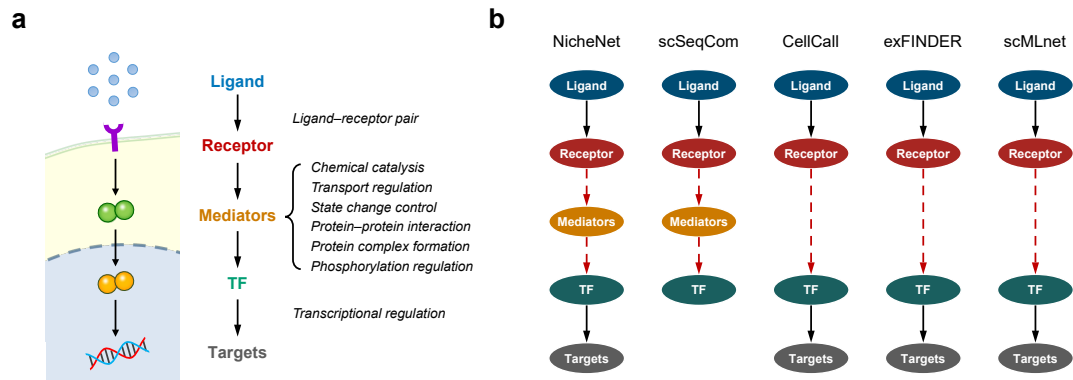 a
Ligand
Ligand–receptor pair
Receptor
Chemical catalysis
Transport regulation
State change control
Mediators
Protein–protein interaction
Protein complex formation
Phosphorylation regulation
TF
Transcriptional regulation
Targets
b
NicheNet scSeqCom CellCall exFINDER scMLnet
Ligand Ligand Ligand Ligand Ligand
Receptor Receptor Receptor Receptor Receptor
Mediators Mediators
TF TF TF TF TF
Targets Targets Targets Targets